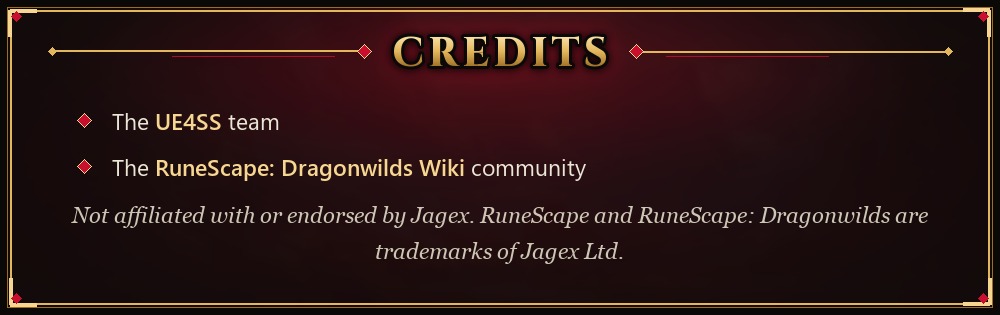 CREDITS
The UE4SS team
The RuneScape: Dragonwilds Wiki community
Not affiliated with or endorsed by Jagex. RuneScape and RuneScape: Dragonwilds are
trademarks of Jagex Ltd.